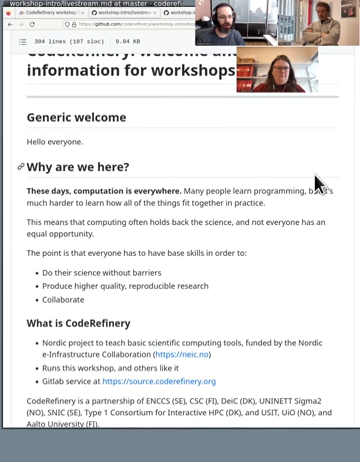 workshop-intro/livestream.md at master · coderefi
CodeRefinery workshop
workshop-intro/livestrea
https://github.com/coderefinery/workshop-intro/blob/
304 lines (187 sloc)
9.04 KB
CodeRefinery: Welcome and
information for workshops
Generic welcome
Hello everyone.
Why are we here?
These days, computation is everywhere. Many people learn programming, but it's
much harder to learn how all of the things fit together in practice.
This means that computing often holds back the science, and not everyone has an
equal opportunity.
The point is that everyone has to have base skills in order to:
Do their science without barriers
Produce higher quality, reproducible research
Collaborate
What is CodeRefinery
Nordic project to teach basic scientific computing tools, funded by the Nordic
e-Infrastructure Collaboration (https://neic.no)
Runs this workshop, and others like it
Gitlab service at https://source.coderefinery.org
CodeRefinery is a partnership of ENCCS (SE), CSC (FI), DeiC (DK), UNINETT Sigma2
(NO), SNIC (SE), Type 1 Consortium for Interactive HPC (DK), and USIT, UiO (NO), and
Aalto University (FI).